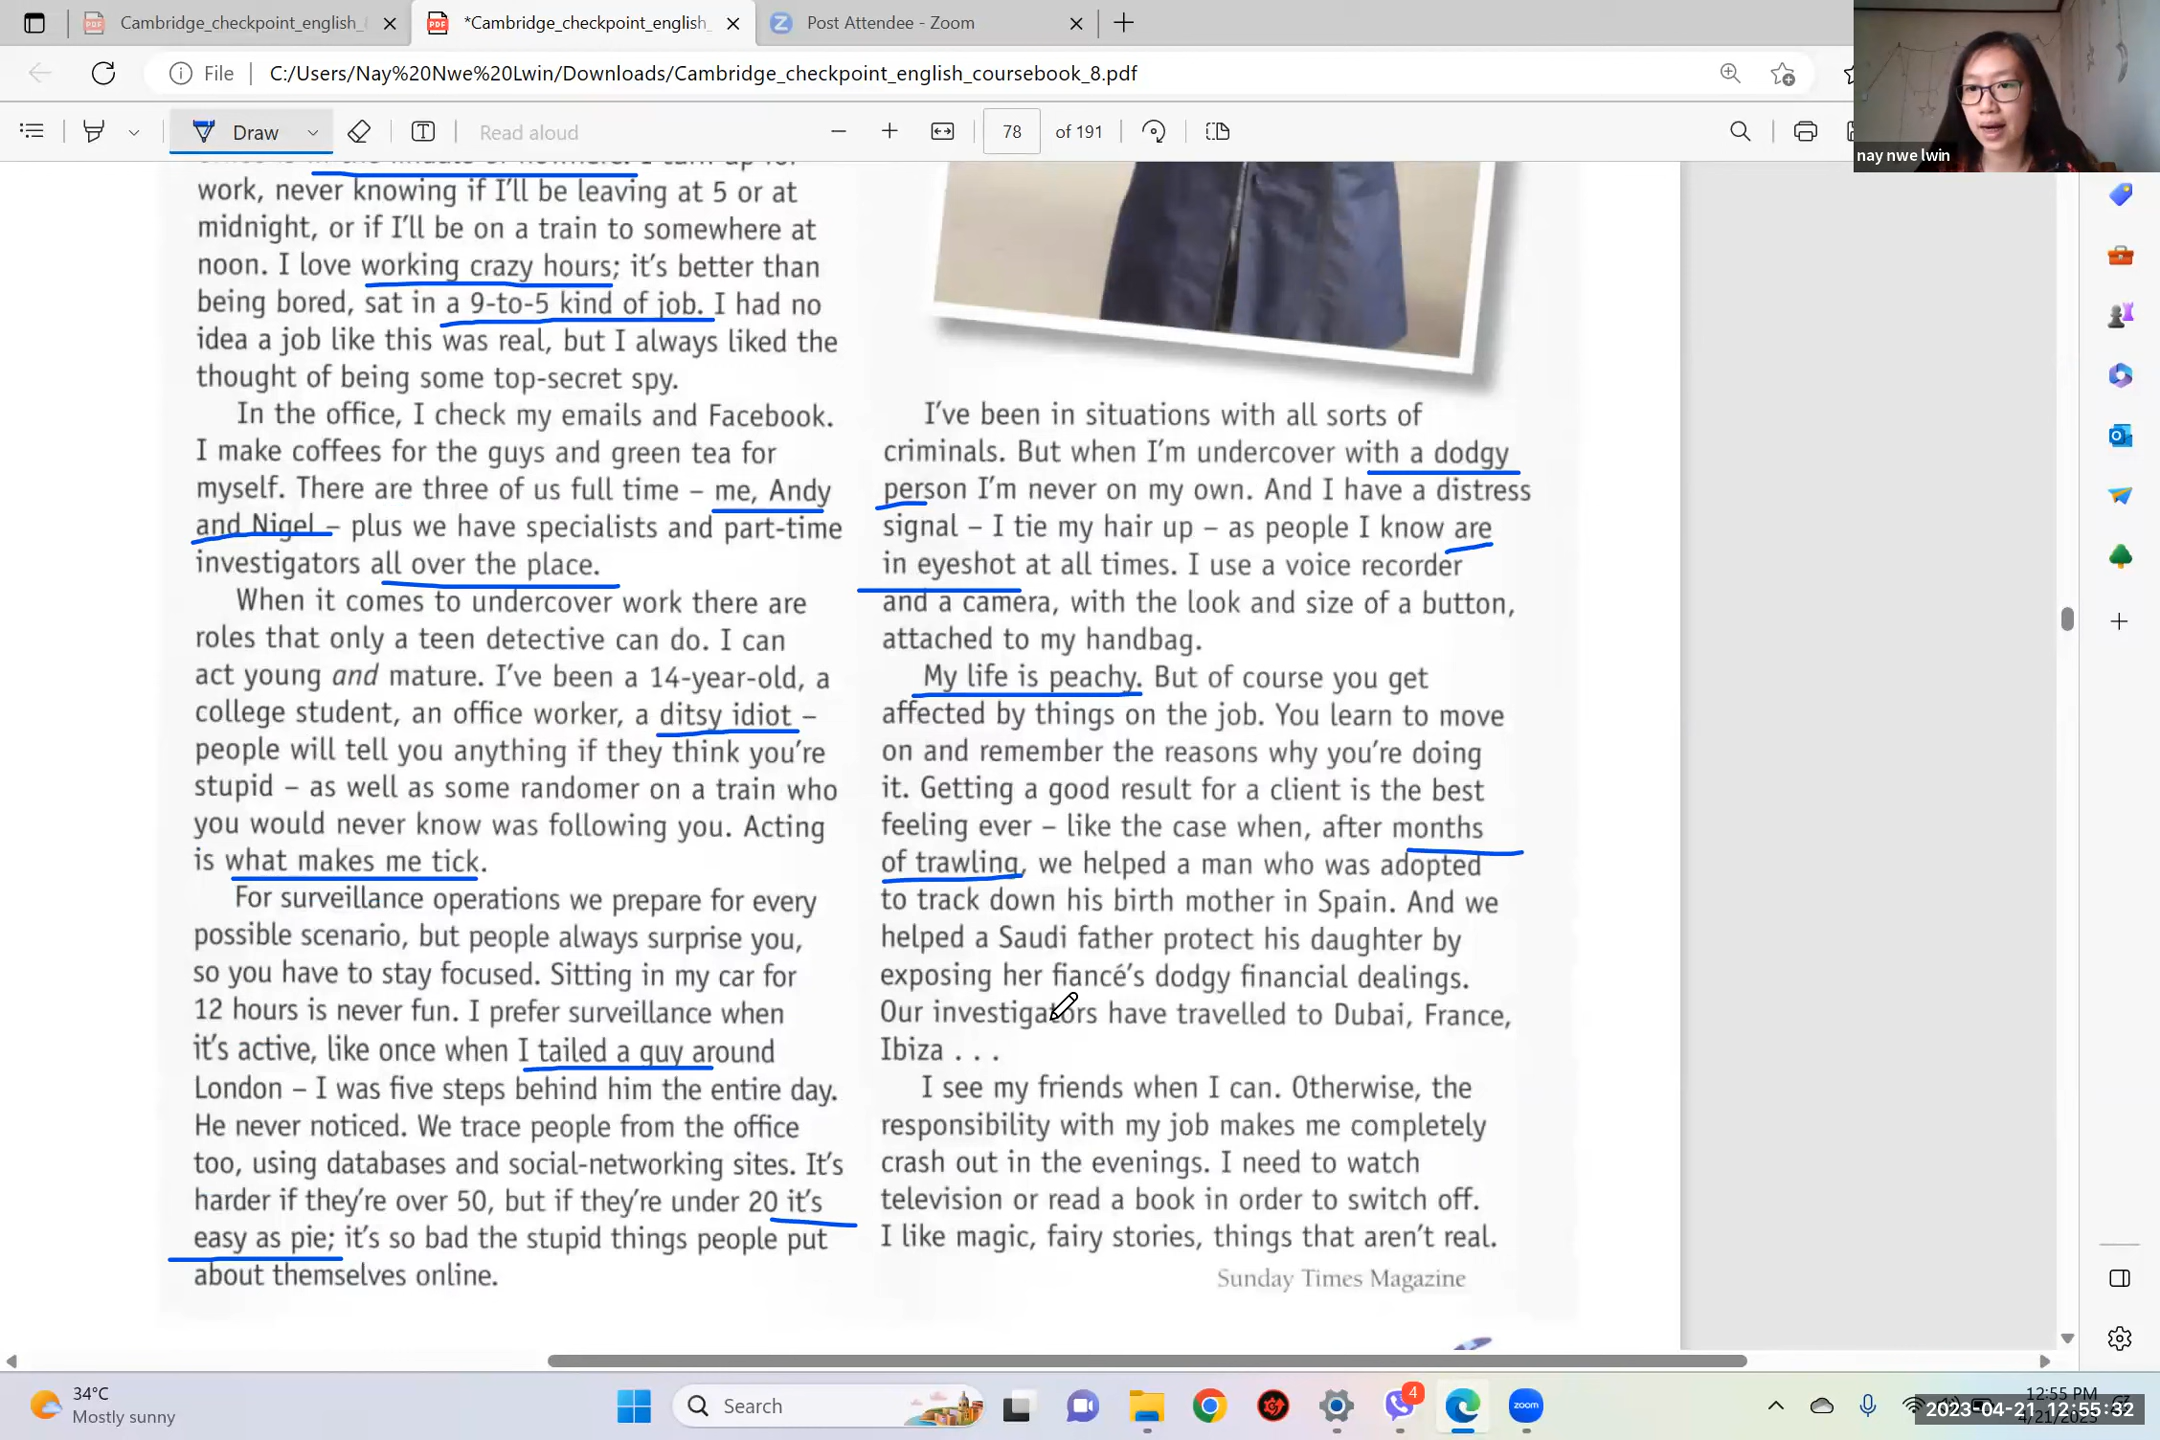 Cambridge_checkpoint_english_
*Cambridge_checkpoint_english_
Post Attendee - Zoom
File
C:/Users/Nay%20Nwe%20Lwin/Downloads/Cambridge_checkpoint_english_coursebook_8.pdf
Draw
Read aloud
78
of 191
nay nwe lwin
work, never knowing if I'll be leaving at 5 or at
midnight, or if I'll be on a train to somewhere at
noon. I love working crazy hours; it's better than
being bored, sat in a 9-to-5 kind of job. I had no
idea a job like this was real, but I always liked the
thought of being some top-secret spy.
In the office, I check my emails and Facebook.
I make coffees for the guys and green tea for
myself. There are three of us full time – me, Andy
and Nigel – plus we have specialists and part-time
investigators all over the place.
When it comes to undercover work there are
roles that only a teen detective can do. I can
act young and mature. I've been a 14-year-old, a
college student, an office worker, a ditsy idiot –
people will tell you anything if they think you're
stupid – as well as some randomer on a train who
you would never know was following you. Acting
is what makes me tick.
For surveillance operations we prepare for every
possible scenario, but people always surprise you,
so you have to stay focused. Sitting in my car for
12 hours is never fun. I prefer surveillance when
it's active, like once when I tailed a guy around
London – I was five steps behind him the entire day.
He never noticed. We trace people from the office
too, using databases and social-networking sites. It's
harder if they're over 50, but if they're under 20 it's
easy as pie; it's so bad the stupid things people put
about themselves online.
I've been in situations with all sorts of
criminals. But when I'm undercover with a dodgy
person I'm never on my own. And I have a distress
signal – I tie my hair up – as people I know are
in eyeshot at all times. I use a voice recorder
and a camera, with the look and size of a button,
attached to my handbag.
My life is peachy. But of course you get
affected by things on the job. You learn to move
on and remember the reasons why you're doing
it. Getting a good result for a client is the best
feeling ever – like the case when, after months
of trawling, we helped a man who was adopted
to track down his birth mother in Spain. And we
helped a Saudi father protect his daughter by
exposing her fiancé's dodgy financial dealings.
Our investigators have travelled to Dubai, France,
Ibiza . . .
I see my friends when I can. Otherwise, the
responsibility with my job makes me completely
crash out in the evenings. I need to watch
television or read a book in order to switch off.
I like magic, fairy stories, things that aren't real.
Sunday Times Magazine
34°C
Mostly sunny
Search
4
zoom
12:55 PM
2023-04-21 12:55:32